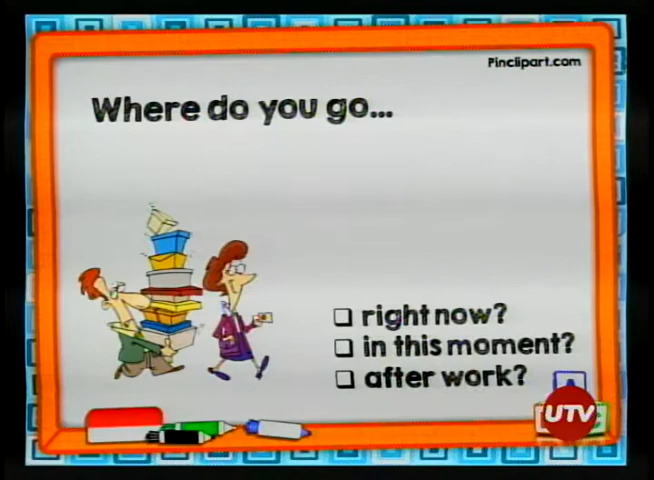 Pinclipart.com
Where do you go...
right now?
in this moment?
after work?
UTV